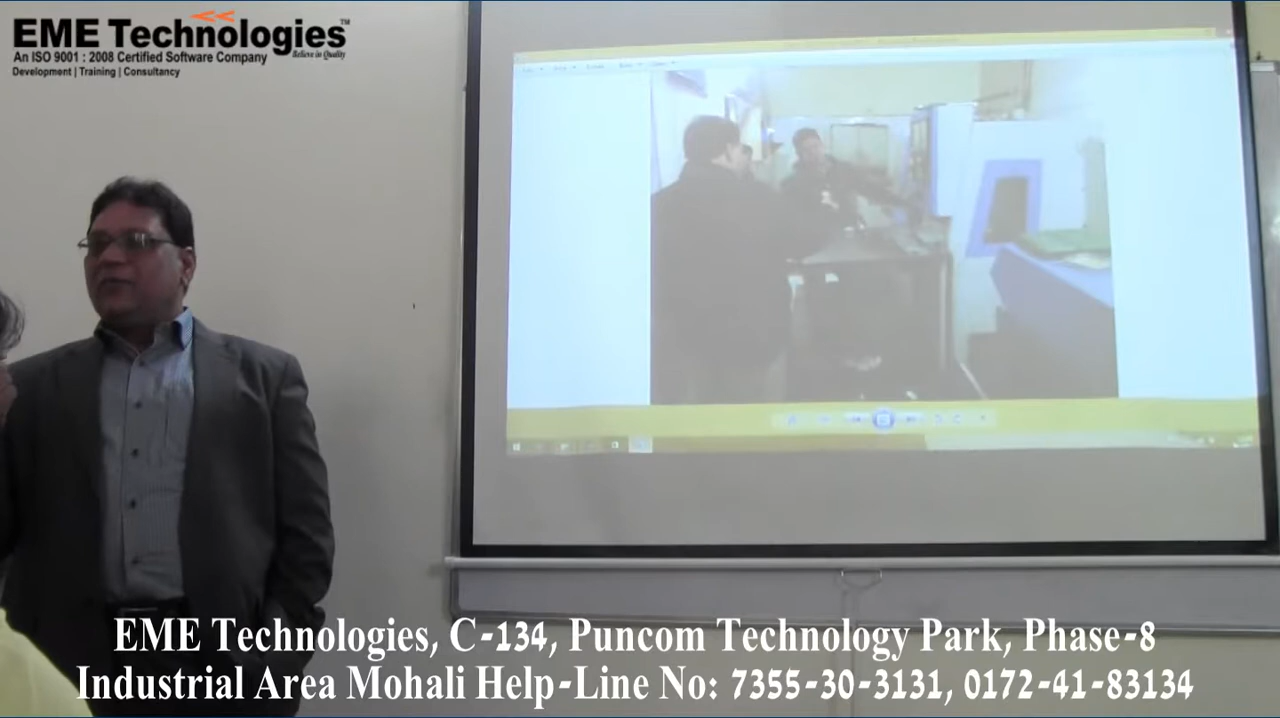 EME Technologies™
Believe in Quality
An ISO 9001 : 2008 Certified Software Company
Development | Training | Consultancy
EME Technologies, C-134, Puncom Technology Park, Phase-8
Industrial Area Mohali Help-Line No: 7355-30-3131, 0172-41-83134